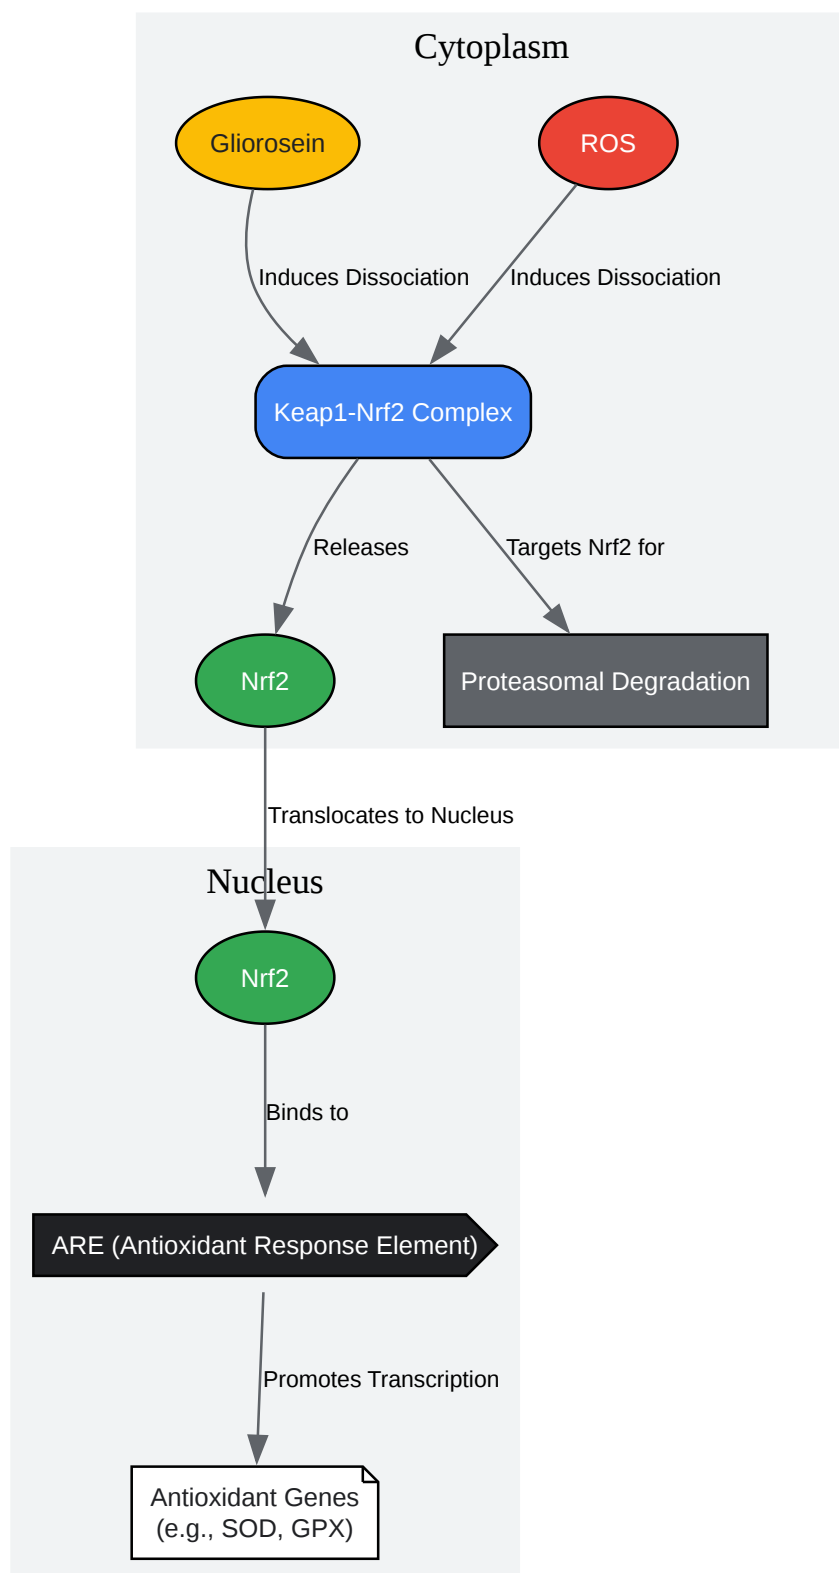 Cytoplasm
Gliorosein
ROS
Induces Dissociation
Induces Dissociation
Keap1-Nrf2 Complex
Releases
Targets Nrf2 for
Nrf2
Proteasomal Degradation
Translocates to Nucleus
Nucleus
Nrf2
Binds to
ARE (Antioxidant Response Element)
Promotes Transcription
Antioxidant Genes
(e.g., SOD, GPX)